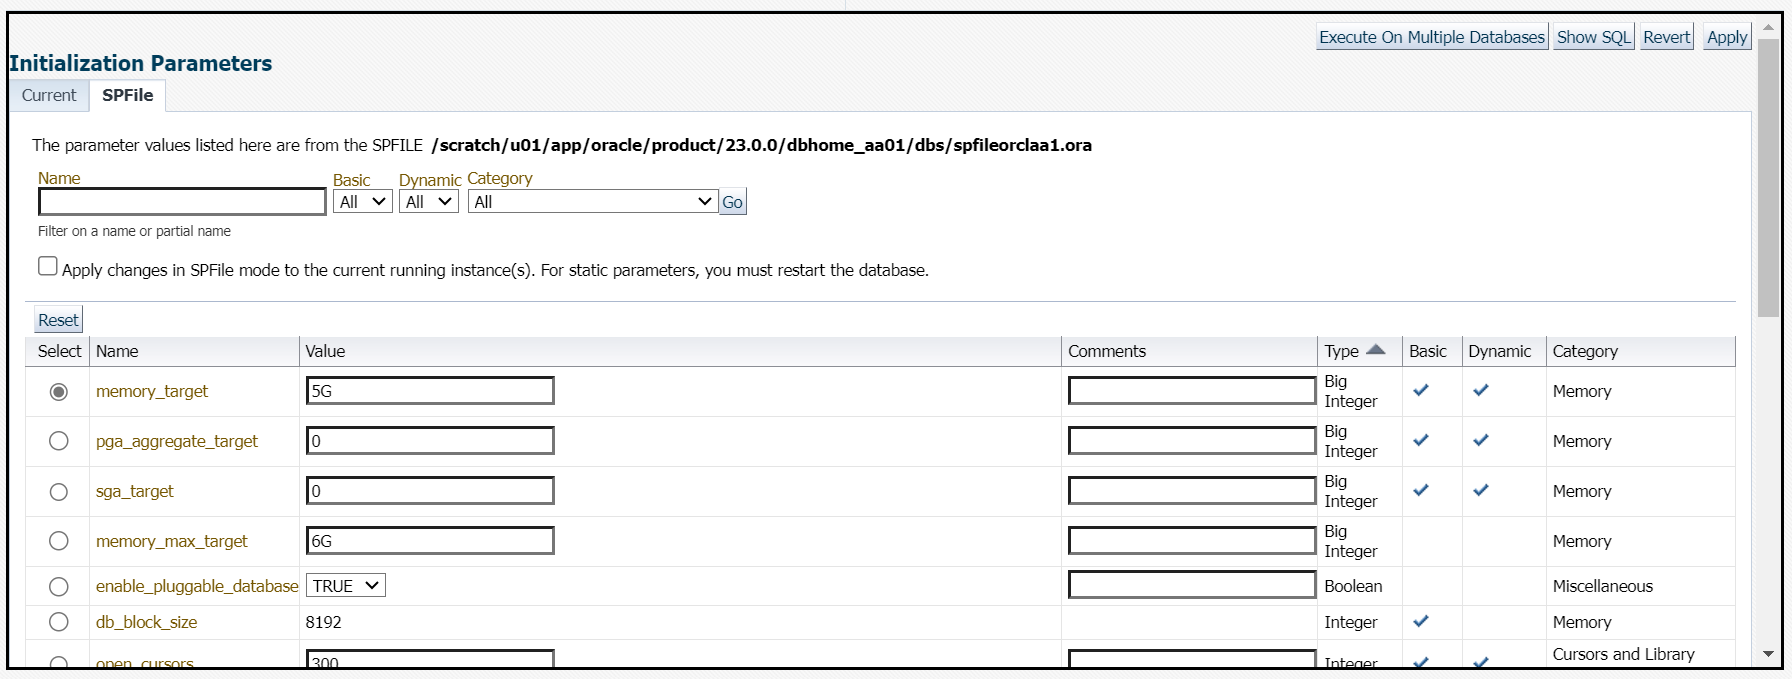 Execute On Multiple Databases Show SQL Revert Apply
Initialization Parameters
Current SPFile
The parameter values listed here are from the SPFILE /scratch/u01/app/oracle/product/23.0.0/dbhome_aa01/dbs/spfileorclaa1.ora
Name Basic Dynamic Category
All All All Go
Filter on a name or partial name
Apply changes in SPFile mode to the current running instance(s). For static parameters, you must restart the database.
Reset
Select Name Value Comments Type Basic Dynamic Category
memory_target 5G Big Integer Memory
pga_aggregate_target 0 Big Integer Memory
sga_target 0 Big Integer Memory
memory_max_target 6G Big Integer Memory
enable_pluggable_database TRUE Boolean Miscellaneous
db_block_size 8192 Integer Memory
open_cursors 300 Integer Cursors and Library